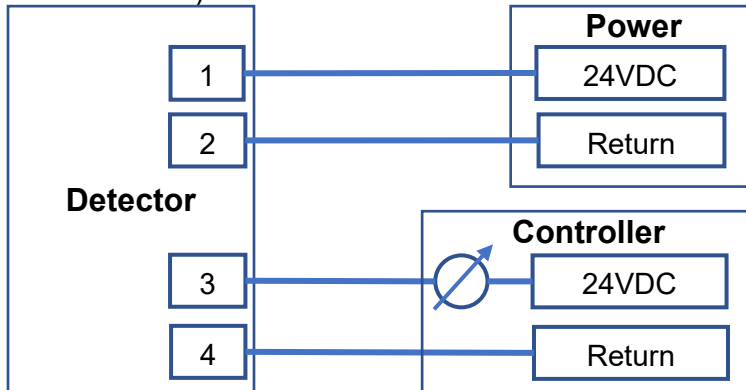 )
Power
1
24VDC
2
Return
Detector
Controller
3
24VDC
4
Return